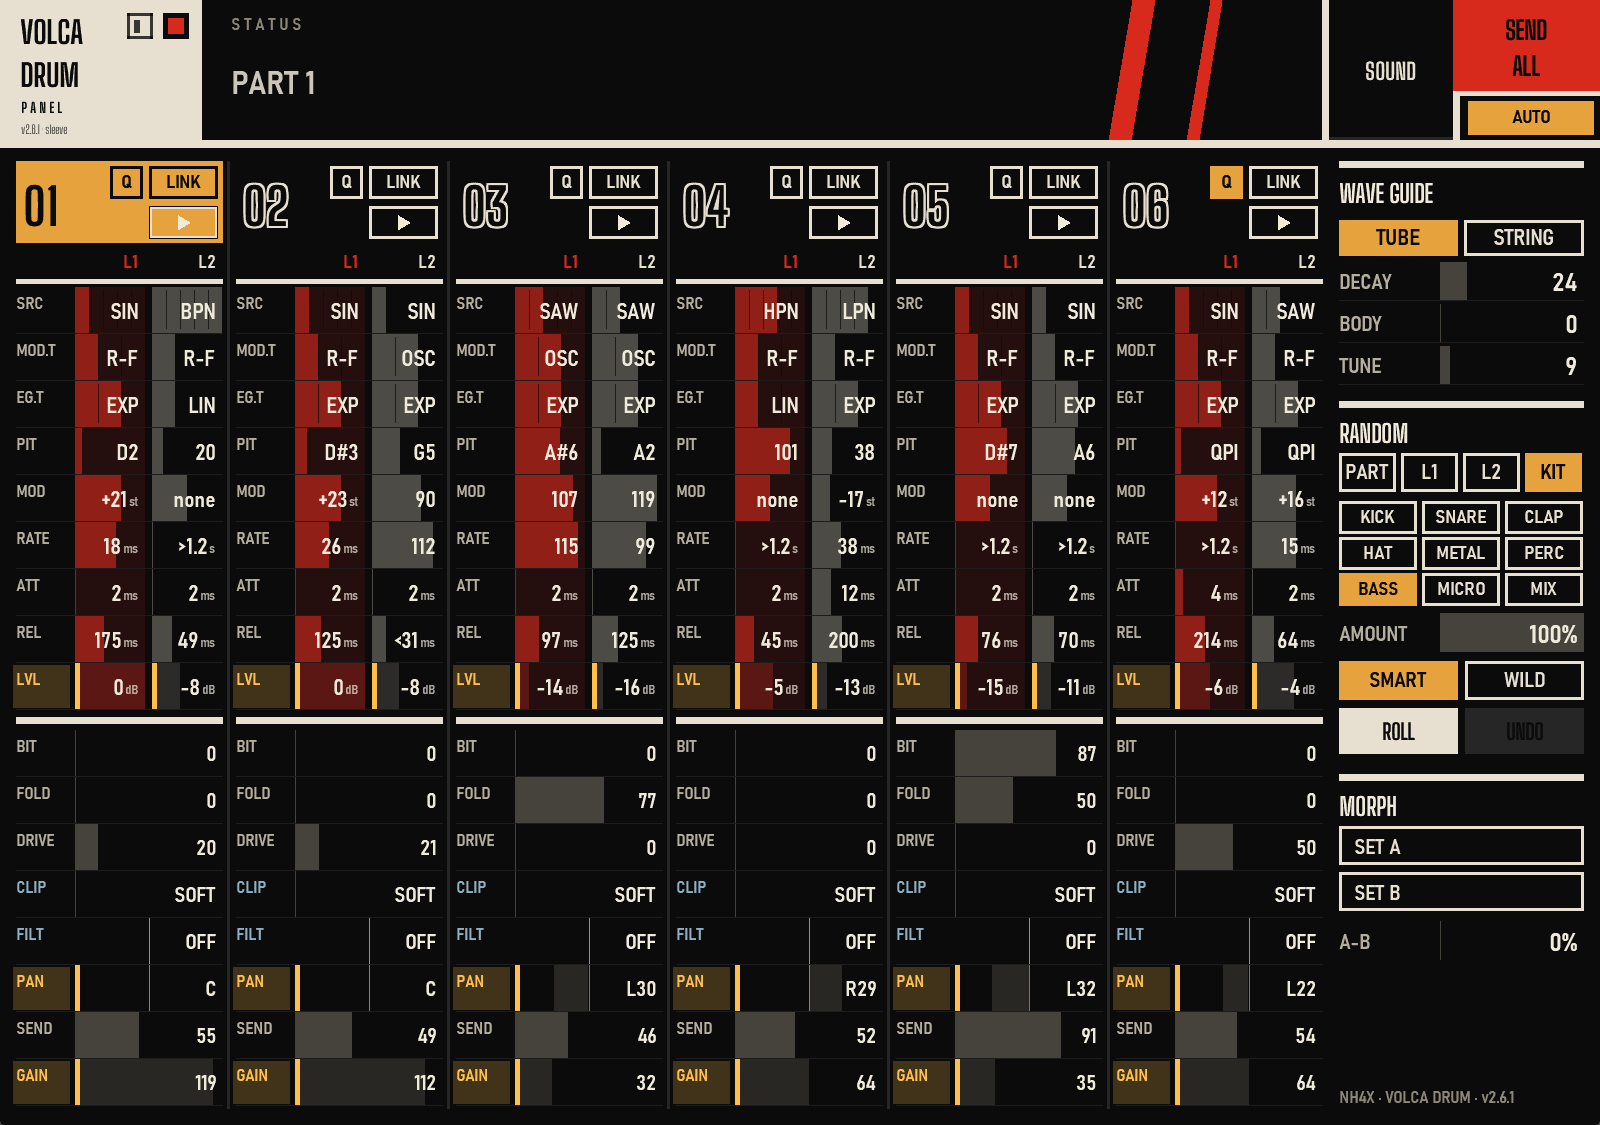 VOLCA
DRUM
PANEL
v2.6.1 · sleeve
STATUS
PART 1
SOUND
SEND
ALL
AUTO
01 Q LINK
02 Q LINK
03 Q LINK
04 Q LINK
05 Q LINK
06 Q LINK
L1 L2 L1 L2 L1 L2 L1 L2 L1 L2 L1 L2
SRC SIN BPN SRC SIN SIN SRC SAW SAW SRC HPN LPN SRC SIN SIN SRC SIN SAW
MOD.T R-F R-F MOD.T R-F OSC MOD.T OSC OSC MOD.T R-F R-F MOD.T R-F R-F MOD.T R-F R-F
EG.T EXP LIN EG.T EXP EXP EG.T EXP EXP EG.T LIN EXP EG.T EXP EXP EG.T EXP EXP
PIT D2 20 PIT D#3 G5 PIT A#6 A2 PIT 101 38 PIT D#7 A6 PIT QPI QPI
MOD +21 st none MOD +23 st 90 MOD 107 119 MOD none -17 st MOD none none MOD +12 st +16 st
RATE 18 ms >1.2 s RATE 26 ms 112 RATE 115 99 RATE >1.2 s 38 ms RATE >1.2 s >1.2 s RATE >1.2 s 15 ms
ATT 2 ms 2 ms ATT 2 ms 2 ms ATT 2 ms 2 ms ATT 2 ms 12 ms ATT 2 ms 2 ms ATT 4 ms 2 ms
REL 175 ms 49 ms REL 125 ms <31 ms REL 97 ms 125 ms REL 45 ms 200 ms REL 76 ms 70 ms REL 214 ms 64 ms
LVL 0 dB -8 dB LVL 0 dB -8 dB LVL -14 dB -16 dB LVL -5 dB -13 dB LVL -15 dB -11 dB LVL -6 dB -4 dB
BIT 0 BIT 0 BIT 0 BIT 0 BIT 87 BIT 0
FOLD 0 FOLD 0 FOLD 77 FOLD 0 FOLD 50 FOLD 0
DRIVE 20 DRIVE 21 DRIVE 0 DRIVE 0 DRIVE 0 DRIVE 50
CLIP SOFT CLIP SOFT CLIP SOFT CLIP SOFT CLIP SOFT CLIP SOFT
FILT OFF FILT OFF FILT OFF FILT OFF FILT OFF FILT OFF
PAN C PAN C PAN L30 PAN R29 PAN L32 PAN L22
SEND 55 SEND 49 SEND 46 SEND 52 SEND 91 SEND 54
GAIN 119 GAIN 112 GAIN 32 GAIN 64 GAIN 35 GAIN 64
WAVE GUIDE
TUBE STRING
DECAY 24
BODY 0
TUNE 9
RANDOM
PART L1 L2 KIT
KICK SNARE CLAP
HAT METAL PERC
BASS MICRO MIX
AMOUNT 100%
SMART WILD
ROLL UNDO
MORPH
SET A
SET B
A-B 0%
NH4X · VOLCA DRUM · v2.6.1